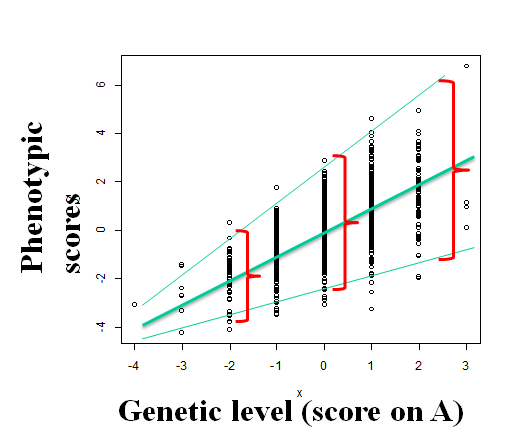 Phenotypic
scores
6
4
2
0
-2
-4
-4 -3 -2 -1 0 1 2 3
x
Genetic level (score on A)